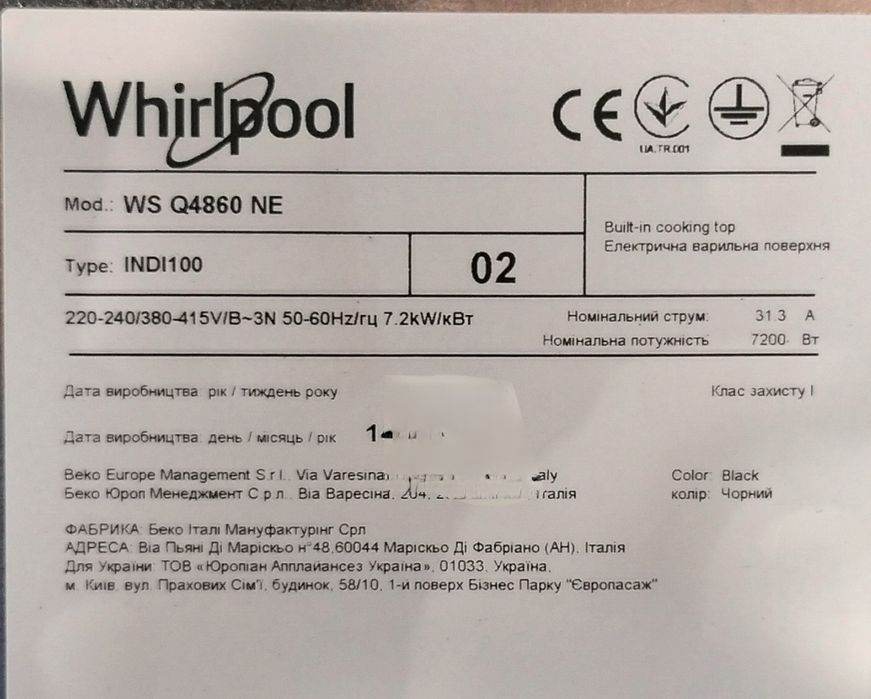 Whirlpool
CE
UA.TR.001
Mod.: WS Q4860 NE
Built-in cooking top
Електрична варильна поверхня
Type: INDI100
02
220-240/380-415V/В~3N 50-60Hz/гц 7.2kW/кВт
Номінальний струм: 31.3 А
Номінальна потужність 7200 Вт
Дата виробництва: рік / тиждень року
Клас захисту I
Дата виробництва: день / місяць / рік
Beko Europe Management S.r.l. Via Varesina
Color: Black
Беко Юроп Менеджмент С.р.л. Віа Варесіна, 204,
колір: Чорний
ФАБРИКА: Беко Італі Мануфактурінг Срл
АДРЕСА: Віа Пьяні Ді Маріскьо н°48,60044 Маріскьо Ді Фабріано (АН), Італія
Для України: ТОВ «Юропіан Апплайансез Україна», 01033, Україна,
м. Київ. вул. Прахових Сім'ї, будинок, 58/10, 1-й поверх Бізнес Парку "Європасаж"